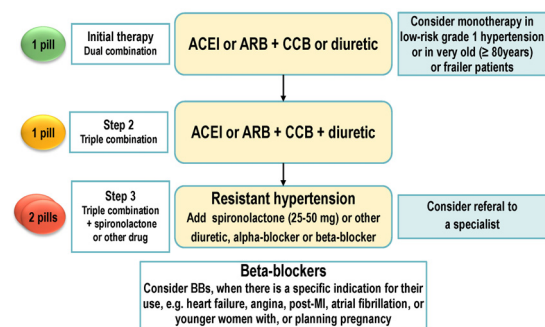 1 pill
Initial therapy
Dual combination
ACEI or ARB + CCB or diuretic
Consider monotherapy in
low-risk grade 1 hypertension
or in very old (≥ 80years)
or frailer patients
1 pill
Step 2
Triple combination
ACEI or ARB + CCB + diuretic
2 pills
Step 3
Triple combination
+ spironolactone
or other drug
Resistant hypertension
Add spironolactone (25-50 mg) or other
diuretic, alpha-blocker or beta-blocker
Consider referal to
a specialist
Beta-blockers
Consider BBs, when there is a specific indication for their
use, e.g. heart failure, angina, post-MI, atrial fibrillation, or
younger women with, or planning pregnancy